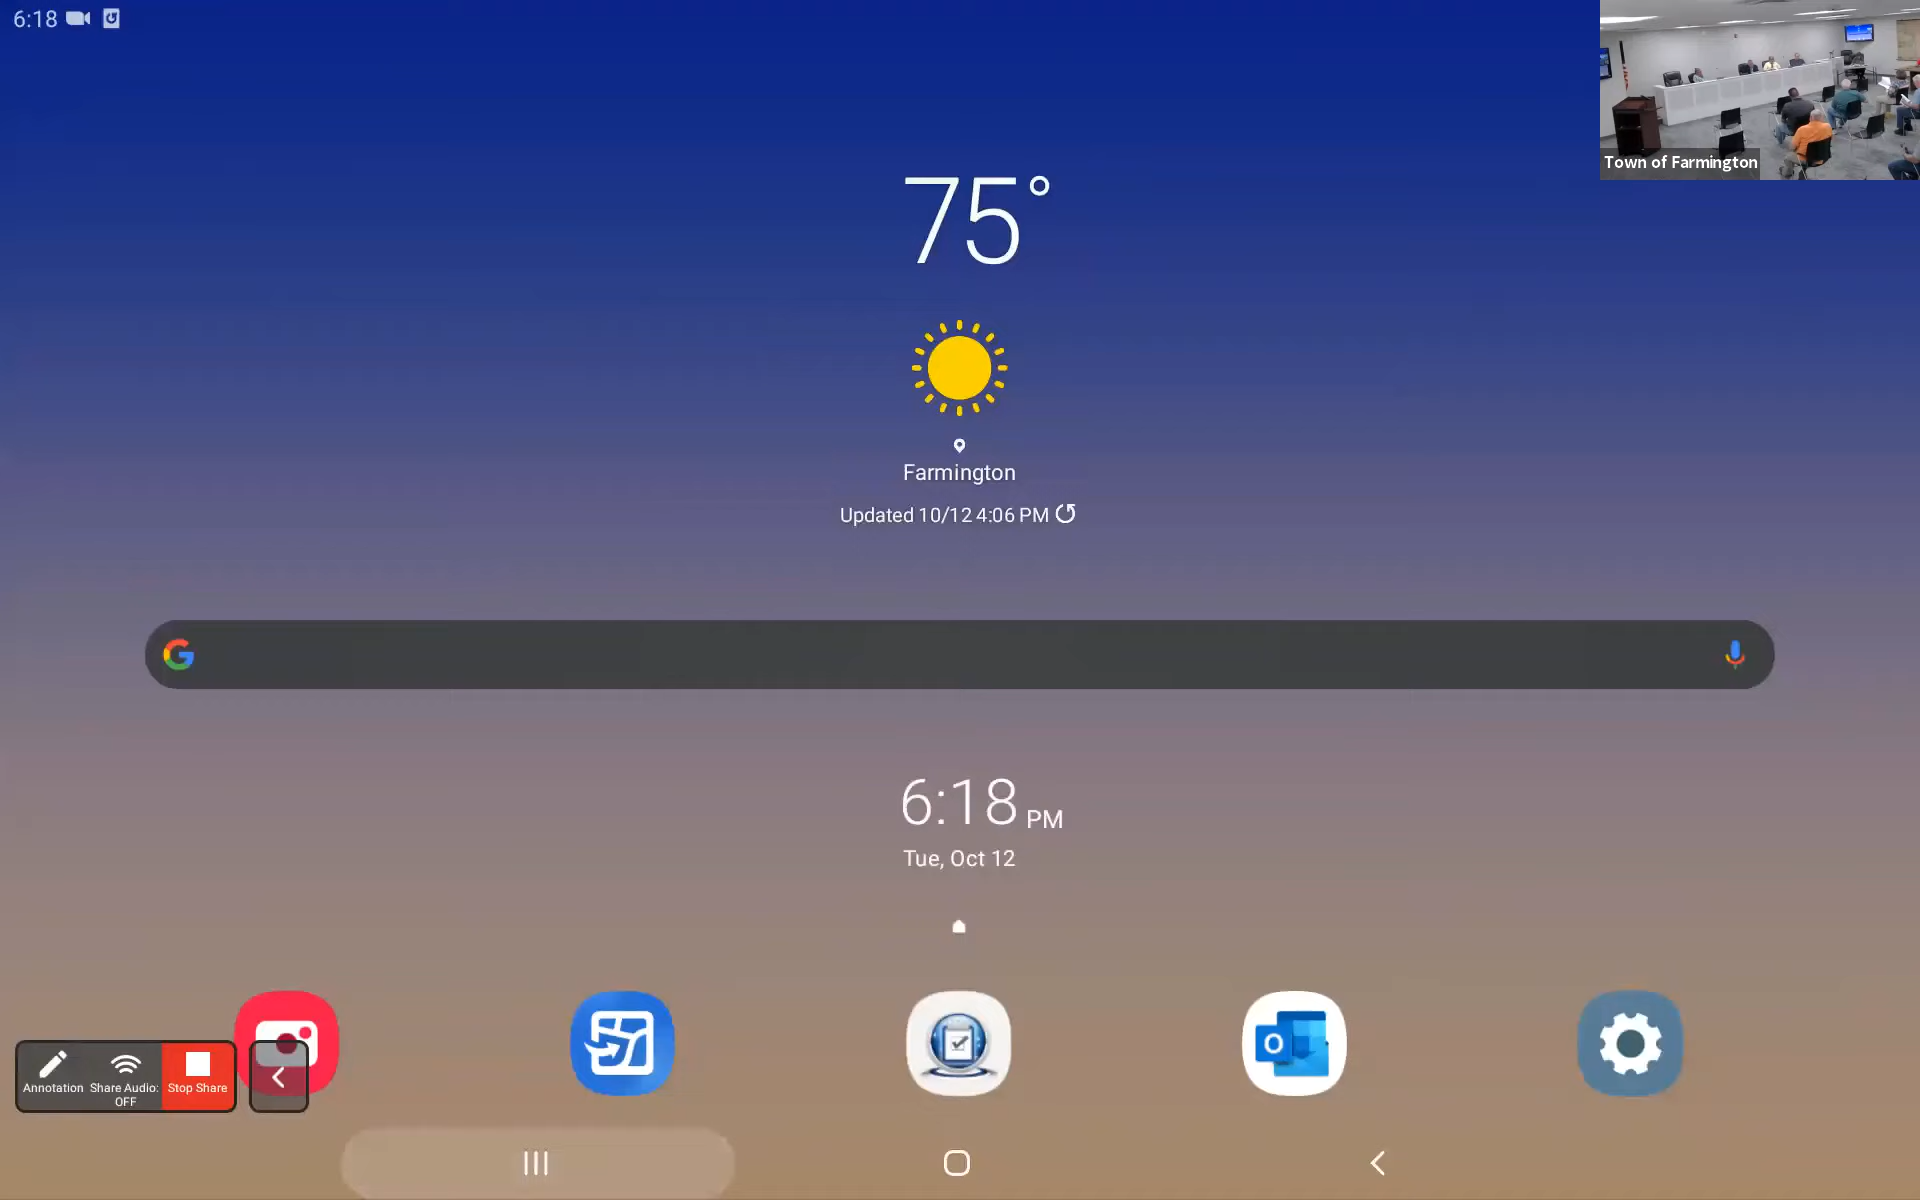 6:18
Town of Farmington
75°
Farmington
Updated 10/12 4:06 PM
6:18 PM
Tue, Oct 12
Annotation
Share Audio: OFF
Stop Share